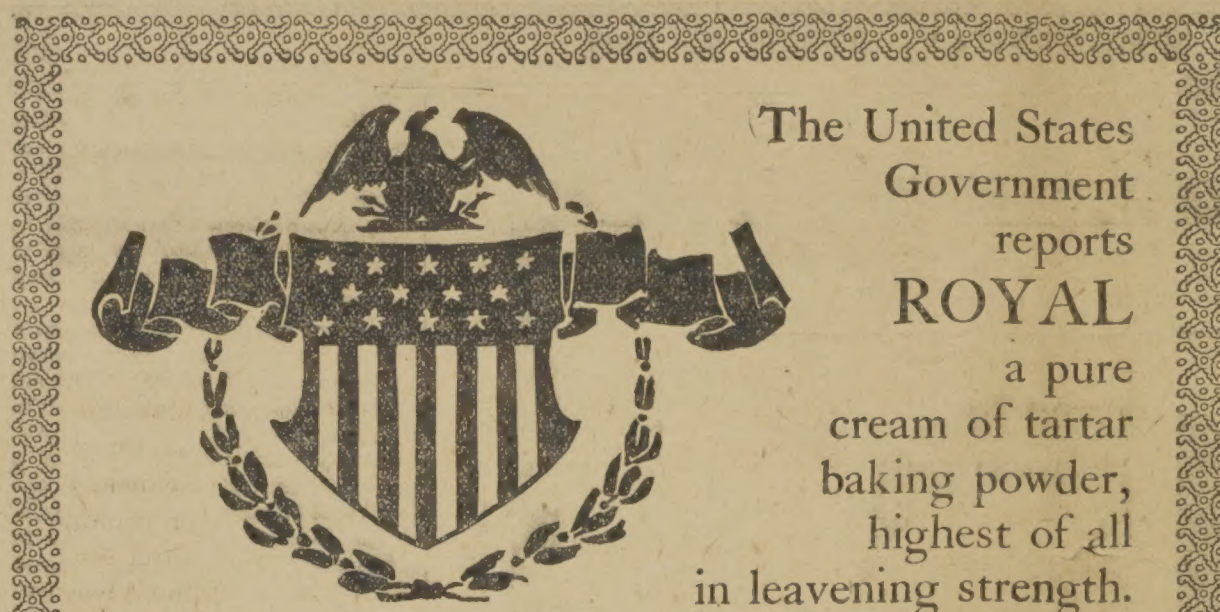 The United States
Government
reports
ROYAL
a pure
cream of tartar
baking powder,
highest of all
in leavening strength.